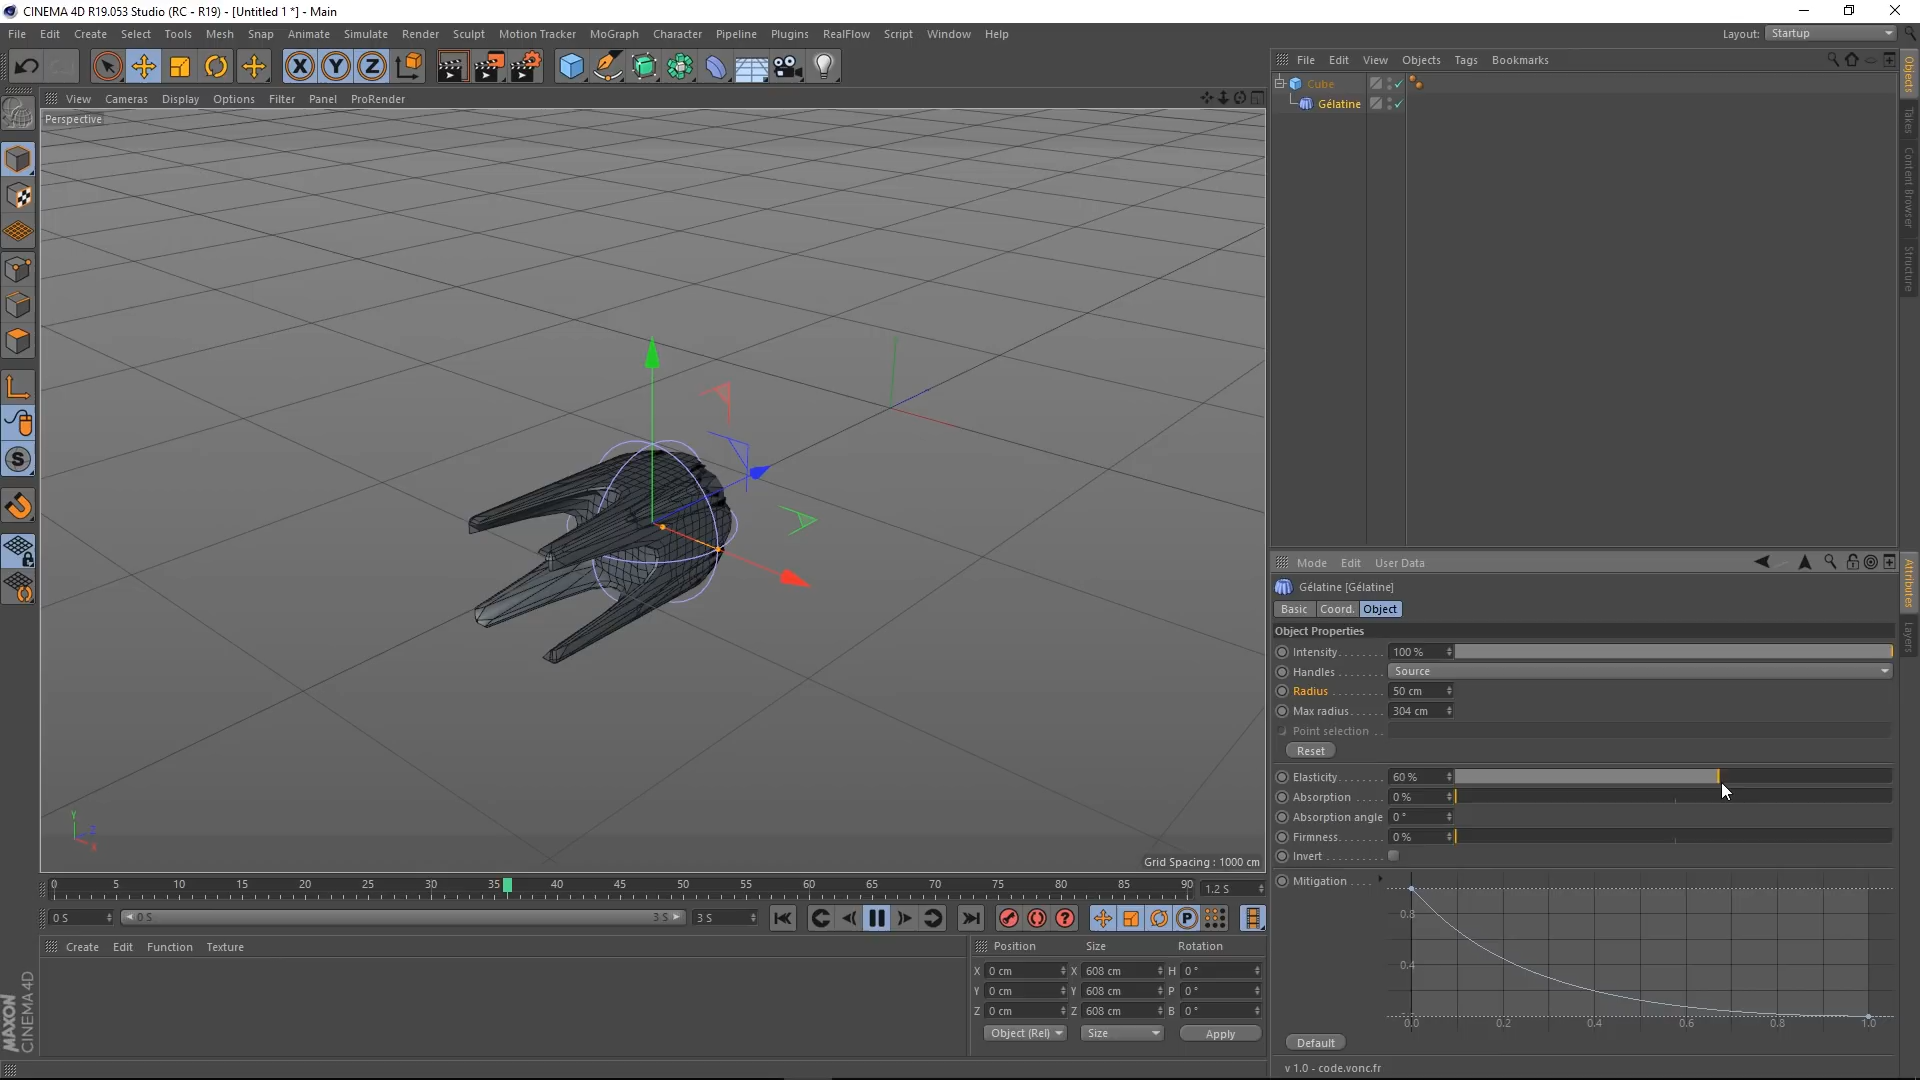 CINEMA 4D R19.053 Studio (RC - R19) - [Untitled 1 *] - Main
File Edit Create Select Tools Mesh Snap Animate Simulate Render Sculpt Motion Tracker MoGraph Character Pipeline Plugins RealFlow Script Window Help
Layout: Startup
X Y Z
View Cameras Display Options Filter Panel ProRender
Perspective
S
Y
Z
X
Grid Spacing : 1000 cm
0 5 10 15 20 25 30 35 40 45 50 55 60 65 70 75 80 85 90 1.2 S
0 S 0 S 3 S 3 S P
Create Edit Function Texture
MAXON
CINEMA 4D
Position Size Rotation
X 0 cm X 608 cm H 0 °
Y 0 cm Y 608 cm P 0 °
Z 0 cm Z 608 cm B 0 °
Object (Rel) Size Apply
File Edit View Objects Tags Bookmarks
Cube
Gélatine
Objects
Takes
Content Browser
Structure
Mode Edit User Data
Gélatine [Gélatine]
Basic Coord. Object
Object Properties
Intensity . . . . . . . . 100 %
Handles . . . . . . . . Source
Radius . . . . . . . . . 50 cm
Max radius. . . . . . 304 cm
Point selection . .
Reset
Elasticity. . . . . . . . 60 %
Absorption . . . . . 0 %
Absorption angle 0 °
Firmness. . . . . . . . 0 %
Invert . . . . . . . . . .
Mitigation . . . .
0.8
0.4
0.0 0.2 0.4 0.6 0.8 1.0
Default
v 1.0 - code.vonc.fr
Attributes
Layers